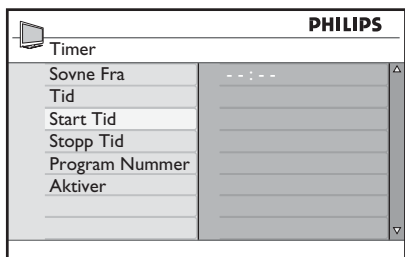 PHILIPS
Timer
Sovne Fra
--:--
Tid
Start Tid
Stopp Tid
Program Nummer
Aktiver